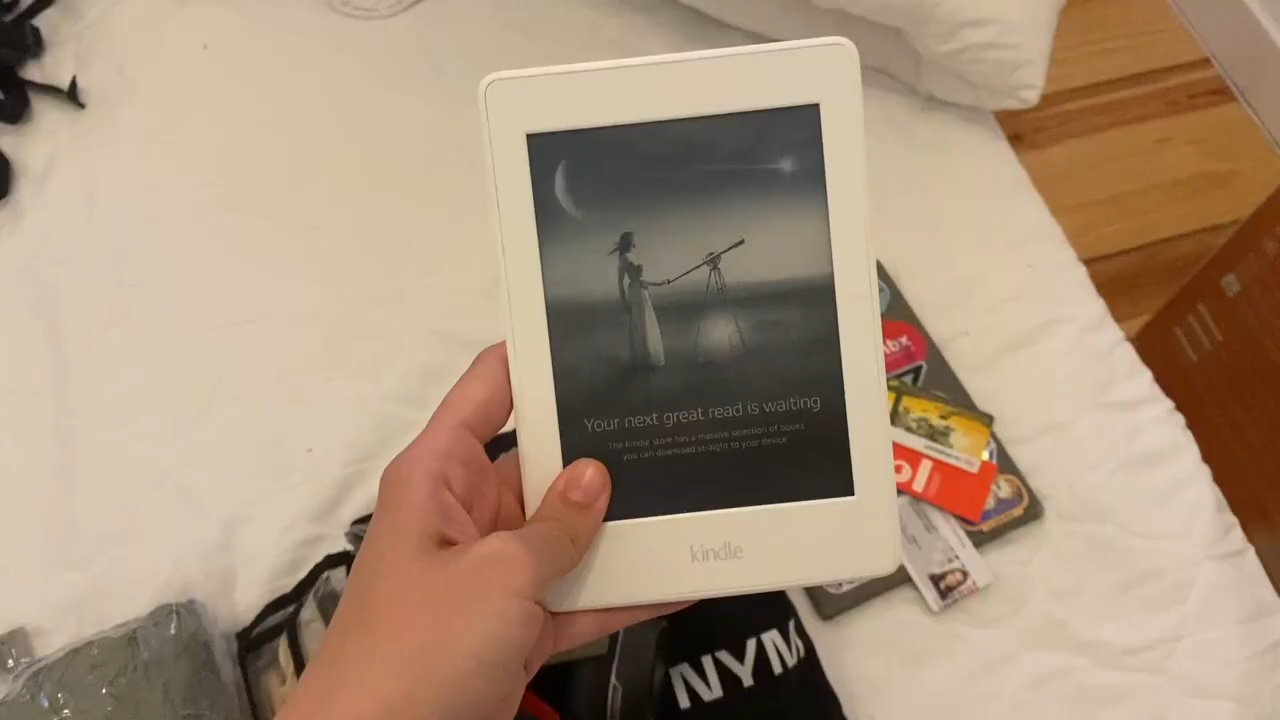 Your next great read is waiting
The Kindle store has a massive selection of books
you can download straight to your device
kindle
NYM